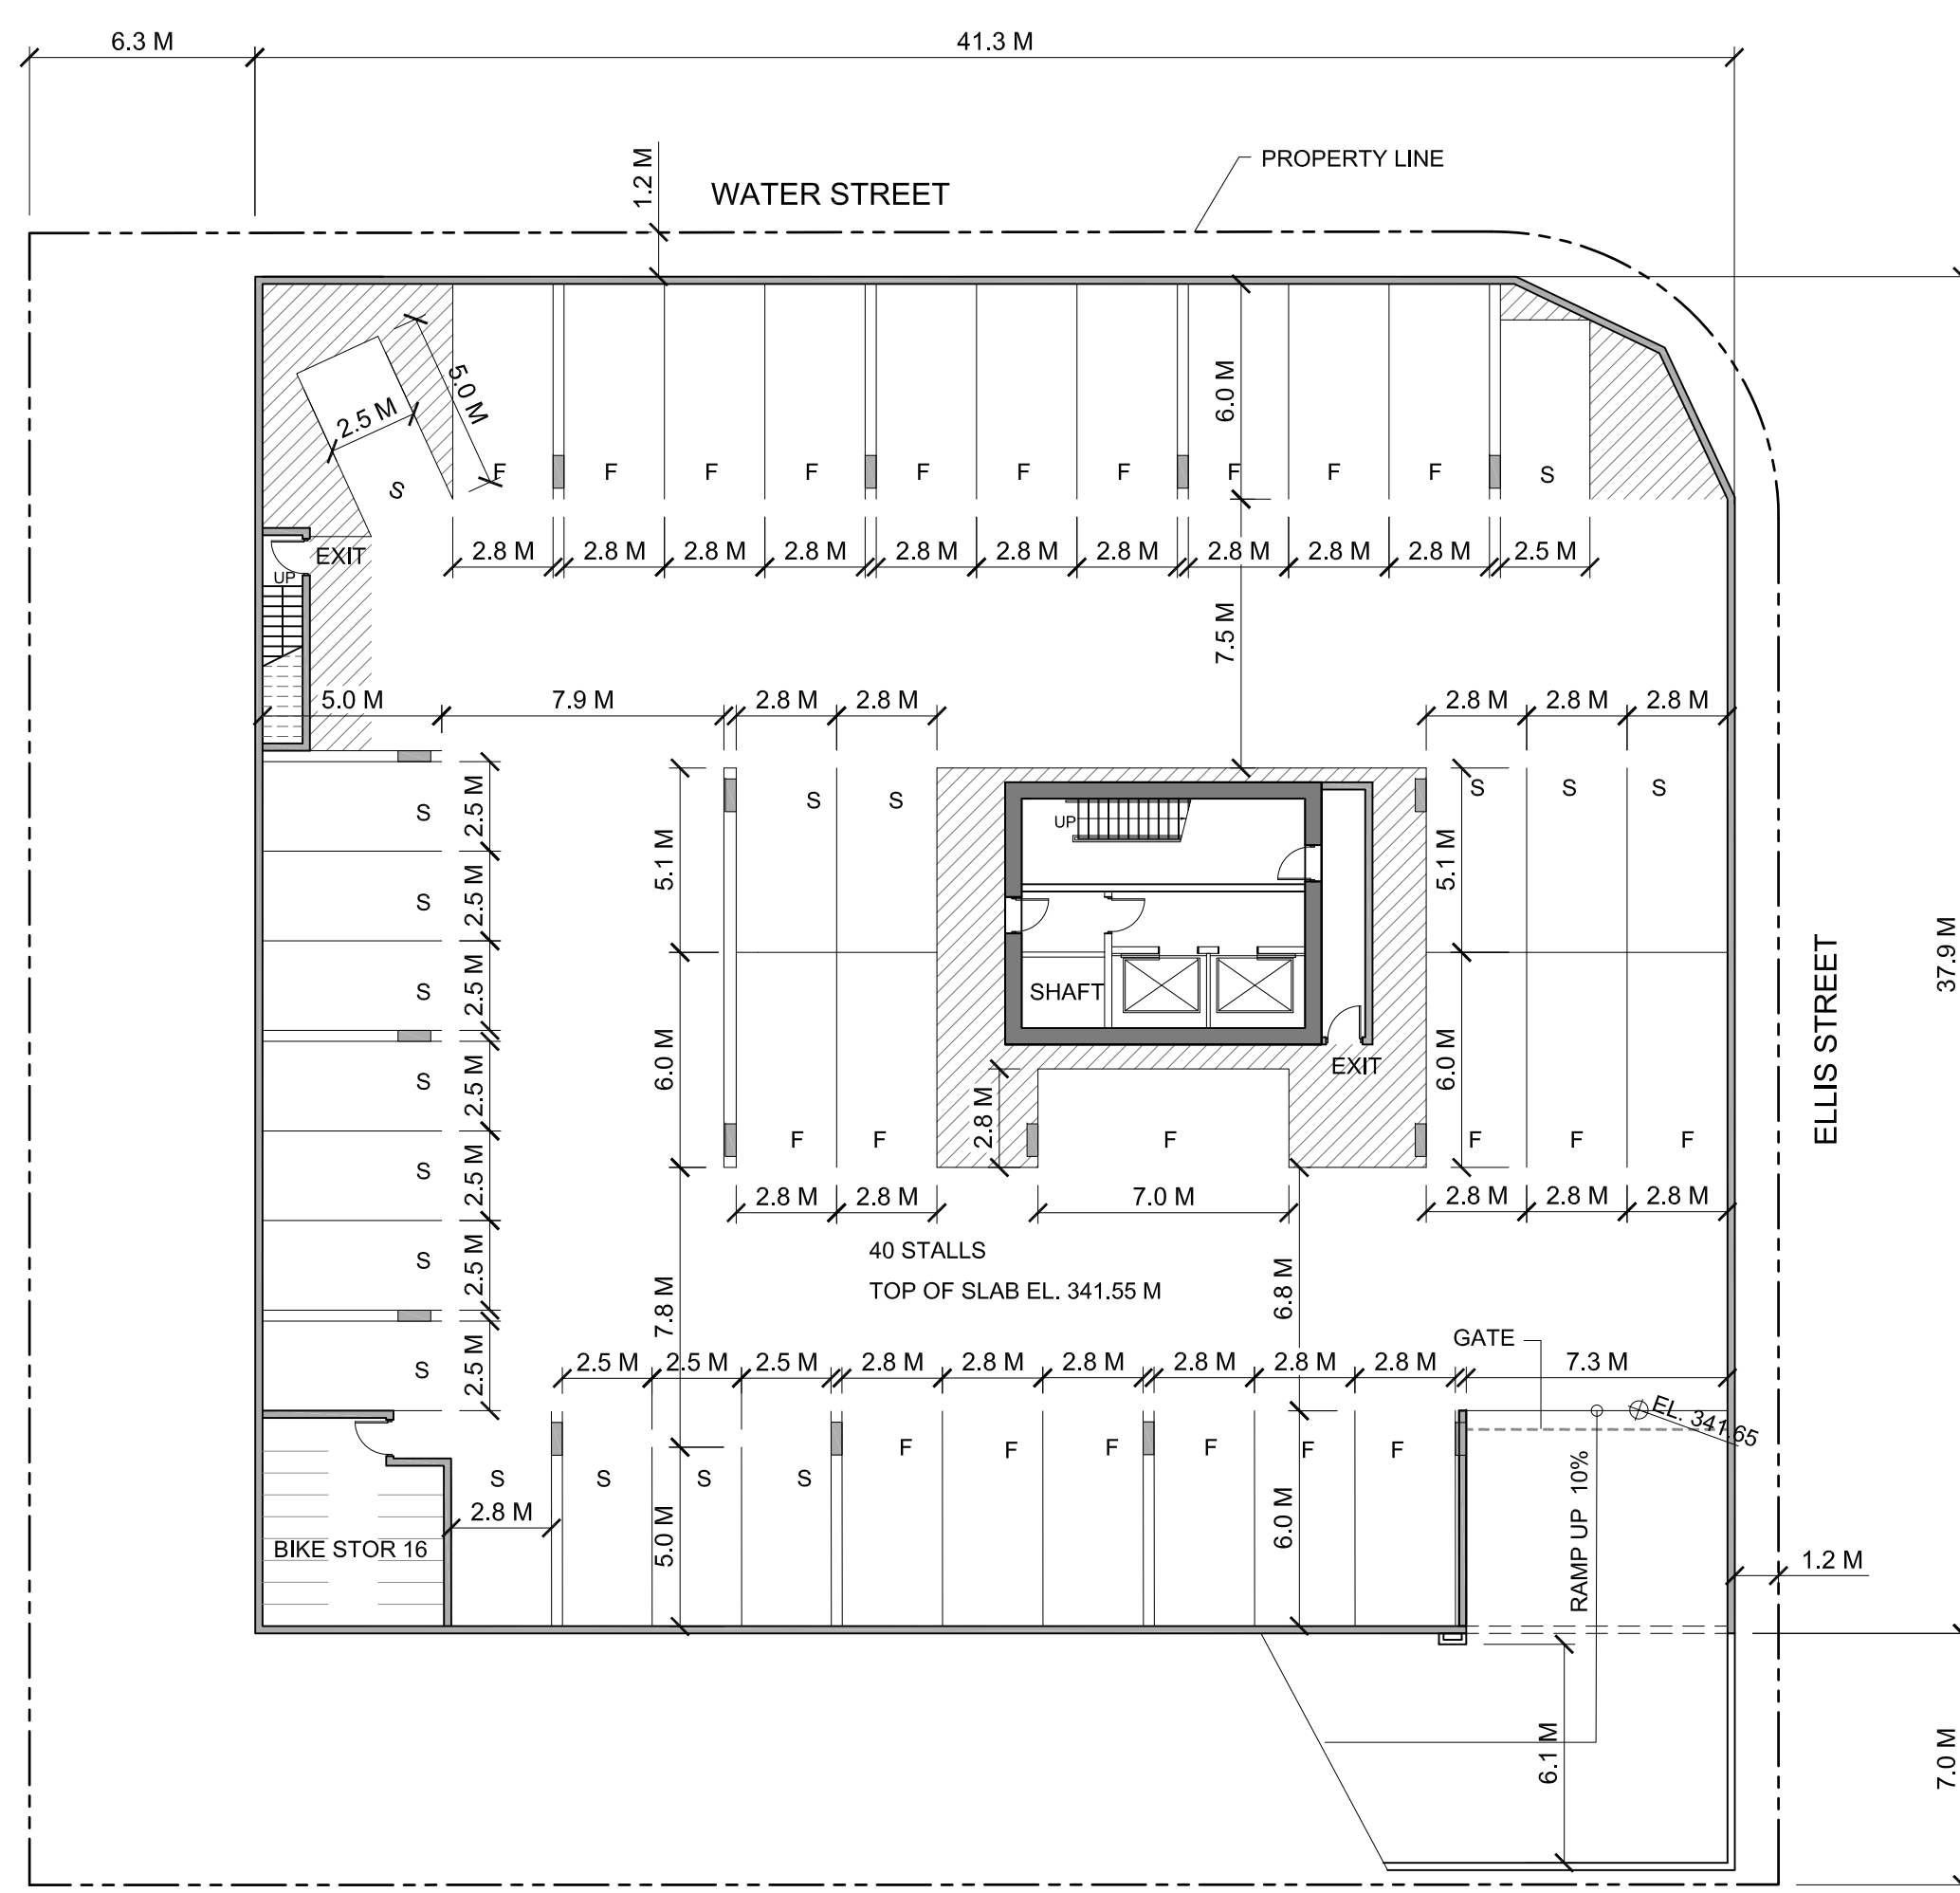 6.3 M
41.3 M
1.2 M
WATER STREET
PROPERTY LINE
5.0 M
2.5 M
6.0 M
S
F
F
F
F
F
F
F
F
F
F
S
EXIT
UP
2.8 M
2.8 M
2.8 M
2.8 M
2.8 M
2.8 M
2.8 M
2.8 M
2.8 M
2.8 M
2.5 M
7.5 M
5.0 M
7.9 M
2.8 M
2.8 M
2.8 M
2.8 M
2.8 M
S
S
S
S
S
S
2.5 M
5.1 M
UP
5.1 M
S
2.5 M
S
2.5 M
SHAFT
37.9 M
ELLIS STREET
S
2.5 M
6.0 M
2.8 M
EXIT
6.0 M
S
2.5 M
F
F
F
F
F
F
2.8 M
2.8 M
7.0 M
2.8 M
2.8 M
2.8 M
S
2.5 M
40 STALLS
TOP OF SLAB EL. 341.55 M
7.8 M
6.8 M
GATE
S
2.5 M
2.5 M
2.5 M
2.5 M
2.8 M
2.8 M
2.8 M
2.8 M
2.8 M
2.8 M
7.3 M
EL. 341.65
S
S
S
S
F
F
F
F
F
F
2.8 M
5.0 M
6.0 M
RAMP UP 10%
BIKE STOR 16
1.2 M
6.1 M
7.0 M